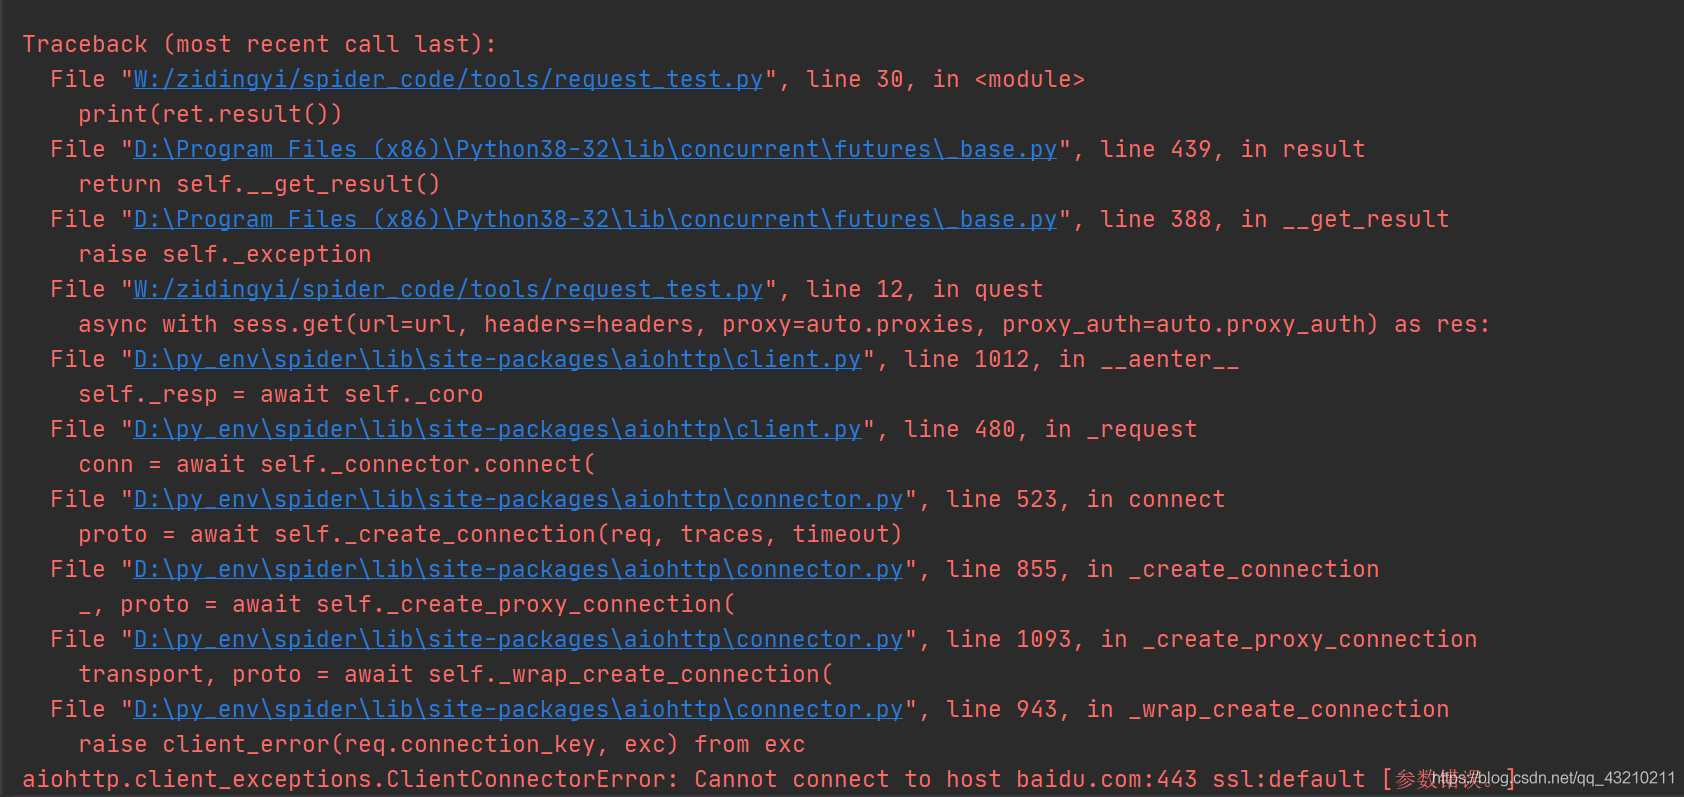 Traceback (most recent call last):
  File "W:/zidingyi/spider_code/tools/request_test.py", line 30, in <module>
    print(ret.result())
  File "D:\Program Files (x86)\Python38-32\lib\concurrent\futures\_base.py", line 439, in result
    return self.__get_result()
  File "D:\Program Files (x86)\Python38-32\lib\concurrent\futures\_base.py", line 388, in __get_result
    raise self._exception
  File "W:/zidingyi/spider_code/tools/request_test.py", line 12, in quest
    async with sess.get(url=url, headers=headers, proxy=auto.proxies, proxy_auth=auto.proxy_auth) as res:
  File "D:\py_env\spider\lib\site-packages\aiohttp\client.py", line 1012, in __aenter__
    self._resp = await self._coro
  File "D:\py_env\spider\lib\site-packages\aiohttp\client.py", line 480, in _request
    conn = await self._connector.connect(
  File "D:\py_env\spider\lib\site-packages\aiohttp\connector.py", line 523, in connect
    proto = await self._create_connection(req, traces, timeout)
  File "D:\py_env\spider\lib\site-packages\aiohttp\connector.py", line 855, in _create_connection
    _, proto = await self._create_proxy_connection(
  File "D:\py_env\spider\lib\site-packages\aiohttp\connector.py", line 1093, in _create_proxy_connection
    transport, proto = await self._wrap_create_connection(
  File "D:\py_env\spider\lib\site-packages\aiohttp\connector.py", line 943, in _wrap_create_connection
    raise client_error(req.connection_key, exc) from exc
aiohttp.client_exceptions.ClientConnectorError: Cannot connect to host baidu.com:443 ssl:default [参数错误。]
https://blog.csdn.net/qq_43210211